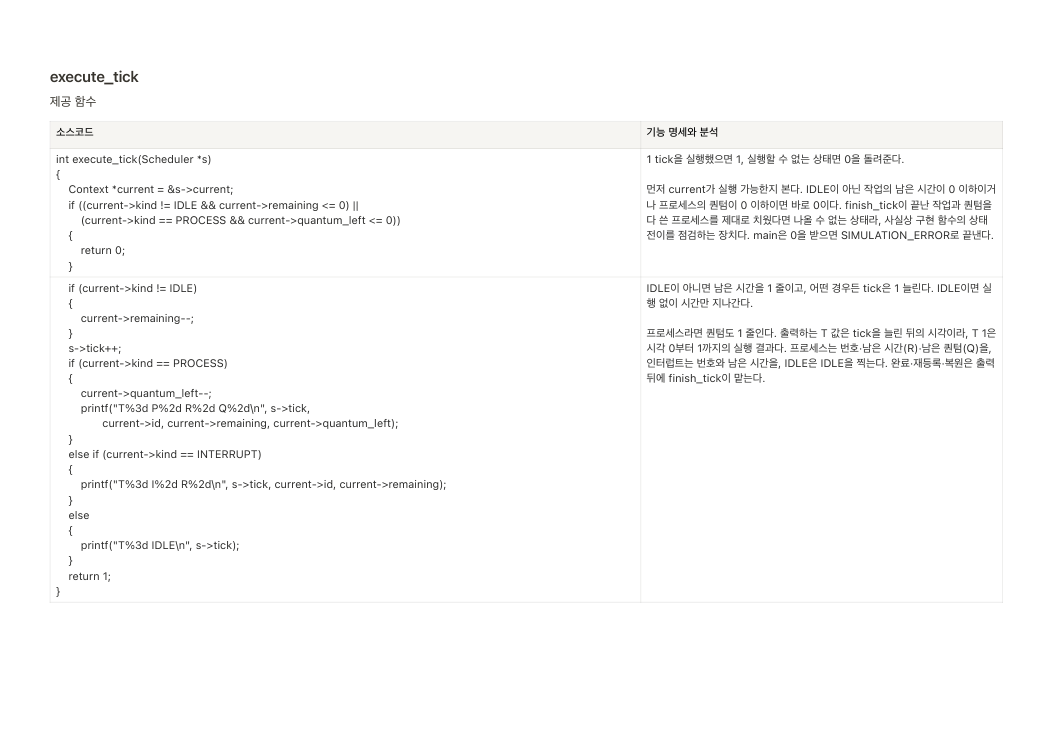 execute_tick
제공 함수
소스코드
기능 명세와 분석
int execute_tick(Scheduler *s)
{
    Context *current = &s->current;
    if ((current->kind != IDLE && current->remaining <= 0) ||
        (current->kind == PROCESS && current->quantum_left <= 0))
    {
        return 0;
    }
1 tick을 실행했으면 1, 실행할 수 없는 상태면 0을 돌려준다.
먼저 current가 실행 가능한지 본다. IDLE이 아닌 작업의 남은 시간이 0 이하이거
나 프로세스의 퀀텀이 0 이하이면 바로 0이다. finish_tick이 끝난 작업과 퀀텀을
다 쓴 프로세스를 제대로 치웠다면 나올 수 없는 상태라, 사실상 구현 함수의 상태
전이를 점검하는 장치다. main은 0을 받으면 SIMULATION_ERROR로 끝낸다.
    if (current->kind != IDLE)
    {
        current->remaining--;
    }
    s->tick++;
    if (current->kind == PROCESS)
    {
        current->quantum_left--;
        printf("T%3d P%2d R%2d Q%2d\n", s->tick,
               current->id, current->remaining, current->quantum_left);
    }
    else if (current->kind == INTERRUPT)
    {
        printf("T%3d I%2d R%2d\n", s->tick, current->id, current->remaining);
    }
    else
    {
        printf("T%3d IDLE\n", s->tick);
    }
    return 1;
}
IDLE이 아니면 남은 시간을 1 줄이고, 어떤 경우든 tick은 1 늘린다. IDLE이면 실
행 없이 시간만 지나간다.
프로세스라면 퀀텀도 1 줄인다. 출력하는 T 값은 tick을 늘린 뒤의 시각이라, T 1은
시각 0부터 1까지의 실행 결과다. 프로세스는 번호·남은 시간(R)·남은 퀀텀(Q)을,
인터럽트는 번호와 남은 시간을, IDLE은 IDLE을 찍는다. 완료·재등록·복원은 출력
뒤에 finish_tick이 맡는다.